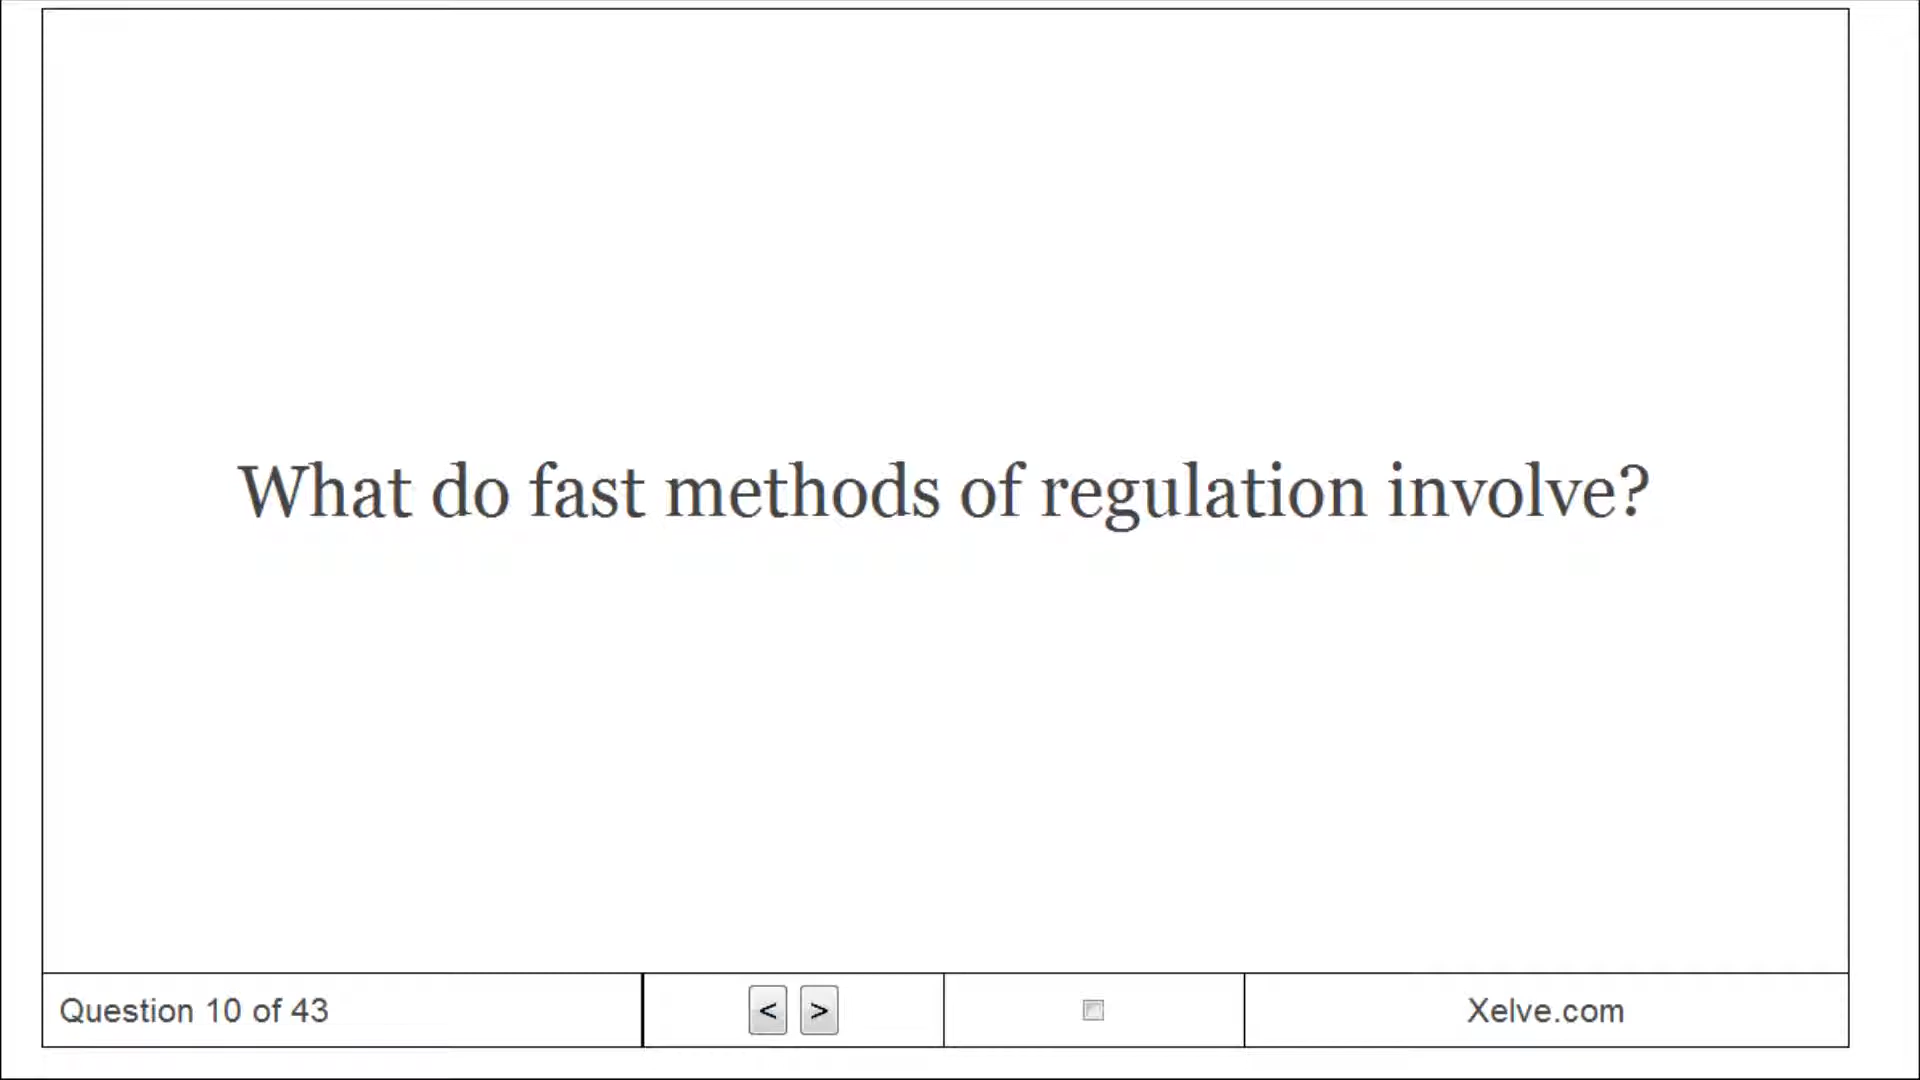 What do fast methods of regulation involve?
Question 10 of 43
< >
Xelve.com